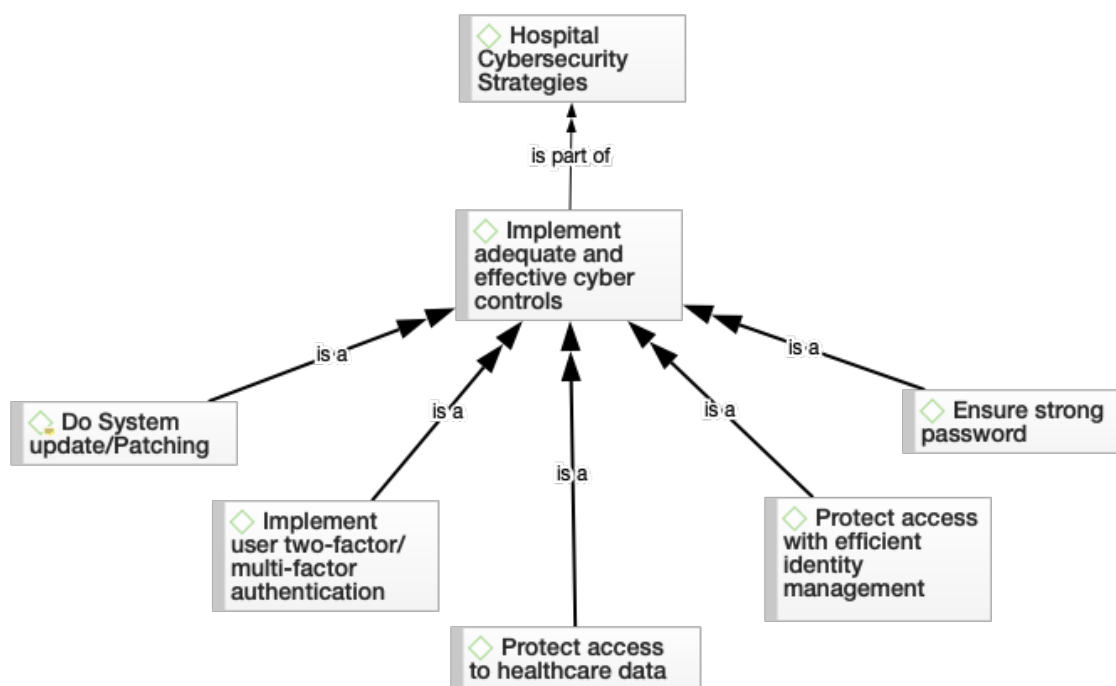 Hospital
Cybersecurity
Strategies
is part of
Implement
adequate and
effective cyber
controls
is a
is a
is a
is a
is a
Do System
update/Patching
Ensure strong
password
Implement
user two-factor/
multi-factor
authentication
Protect access
with efficient
identity
management
Protect access
to healthcare data